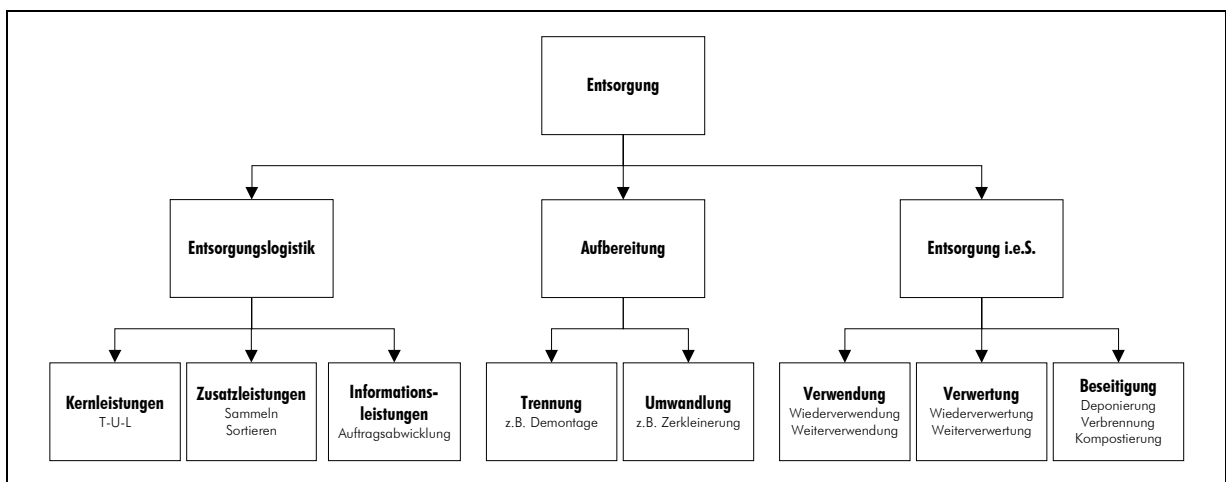 Entsorgung
Entsorgungslogistik
Aufbereitung
Entsorgung i.e.S.
Kernleistungen
T-U-L
Zusatzleistungen
Sammeln
Sortieren
Informations-
leistungen
Auftragsabwicklung
Trennung
z.B. Demontage
Umwandlung
z.B. Zerkleinerung
Verwendung
Wiederverwendung
Weiterverwendung
Verwertung
Wiederverwertung
Weiterverwertung
Beseitigung
Deponierung
Verbrennung
Kompostierung